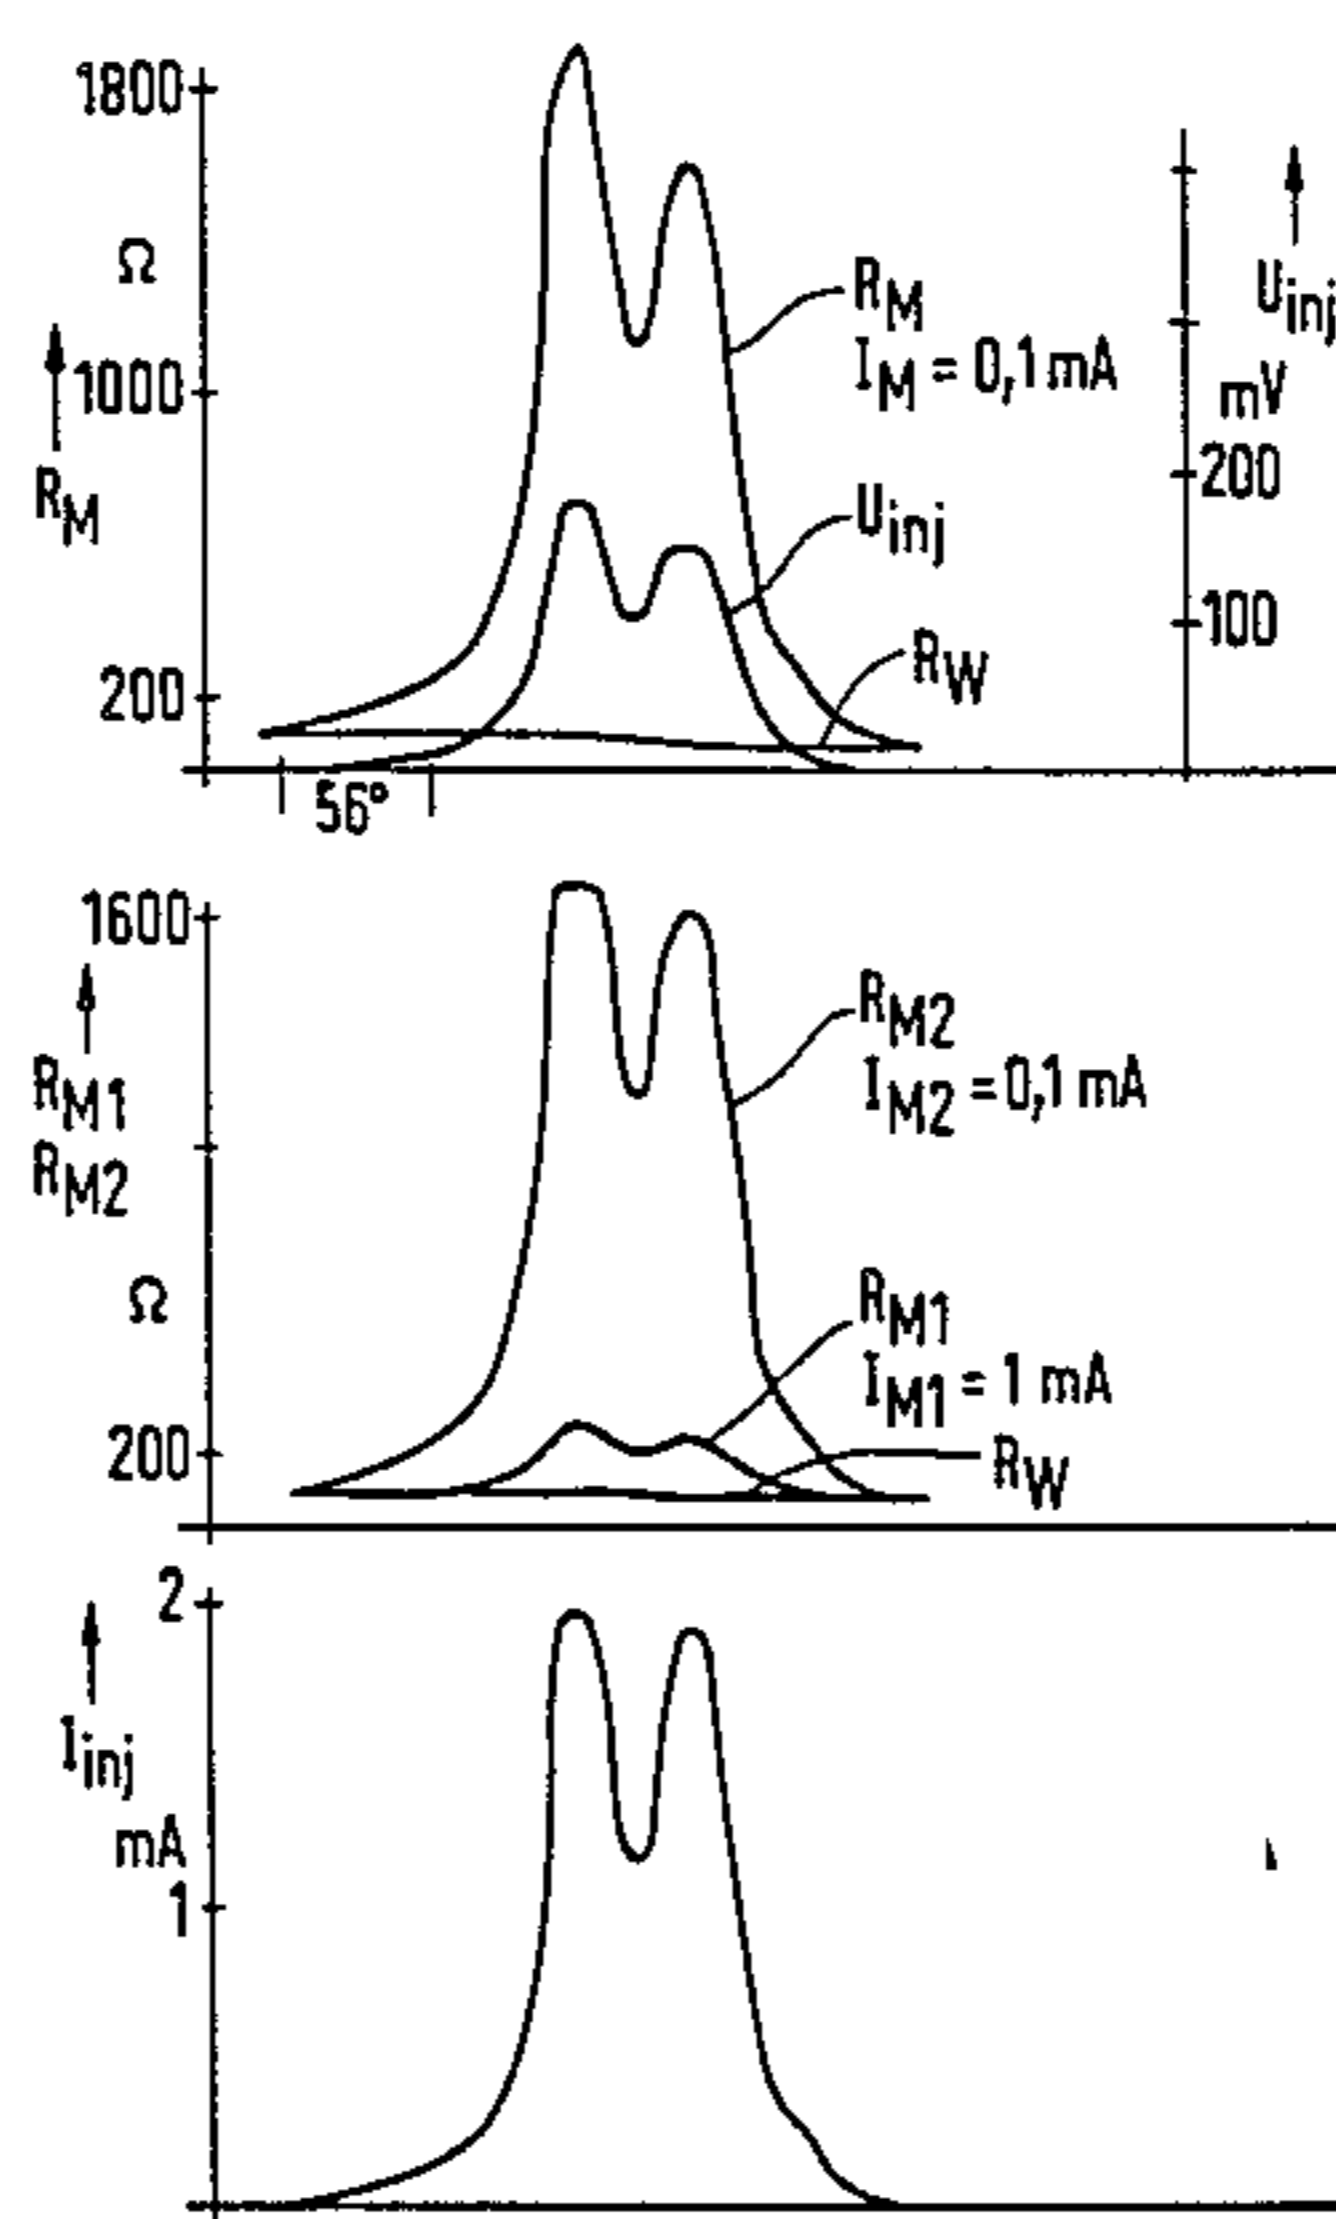 1800
Ω
1000
R_M
200
56°
R_M
I_M = 0,1 mA
U_inj
R_W
U_inj
mV
200
100
1600
R_M1
R_M2
Ω
200
R_M2
I_M2 = 0,1 mA
R_M1
I_M1 = 1 mA
R_W
2
I_inj
mA
1